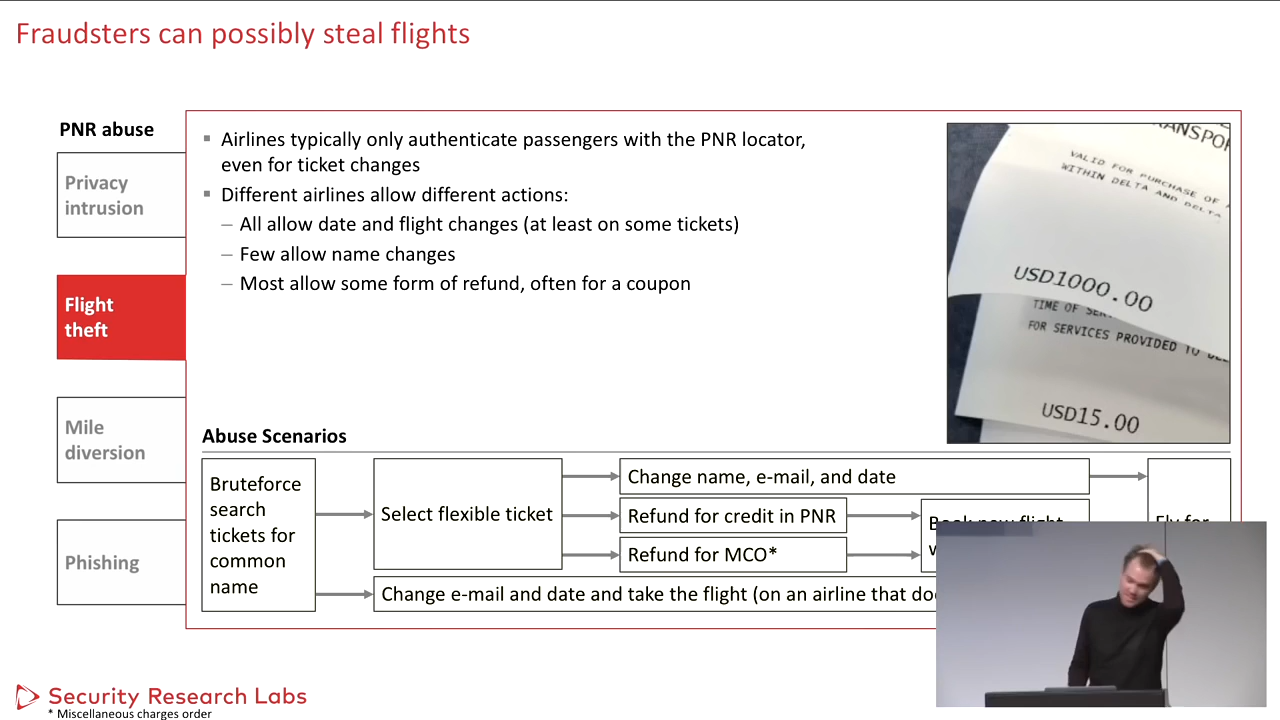 Fraudsters can possibly steal flights
PNR abuse
Privacy
intrusion
Flight
theft
Mile
diversion
Phishing
Airlines typically only authenticate passengers with the PNR locator,
even for ticket changes
Different airlines allow different actions:
– All allow date and flight changes (at least on some tickets)
– Few allow name changes
– Most allow some form of refund, often for a coupon
VALID FOR PURCHASE OF
WITHIN DELTA AND
USD1000.00
TIME OF
FOR SERVICES PROVIDED TO
USD15.00
Abuse Scenarios
Bruteforce
search
tickets for
common
name
Select flexible ticket
Change name, e-mail, and date
Refund for credit in PNR
Refund for MCO*
Book new flight
Fly for
Change e-mail and date and take the flight (on an airline that
Security Research Labs
* Miscellaneous charges order